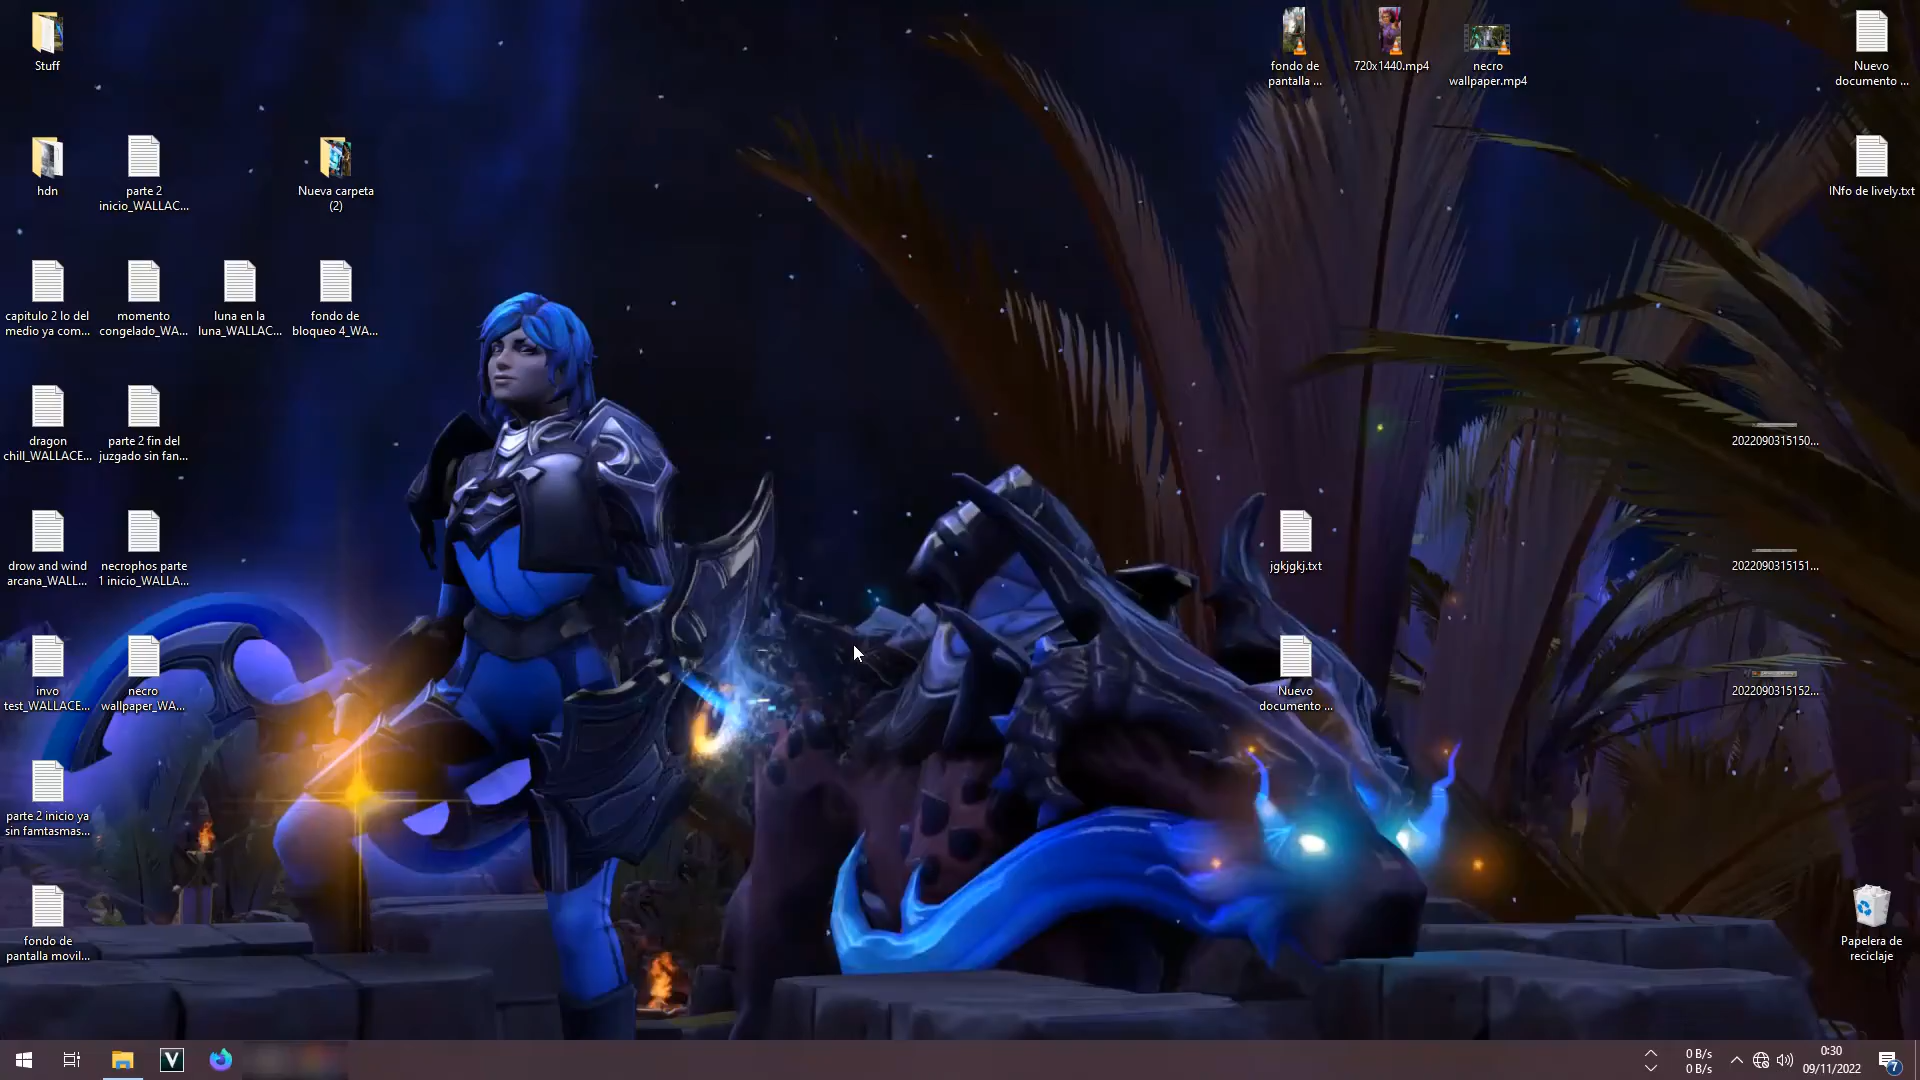 Stuff
fondo de
pantalla ...
720x1440.mp4
necro
wallpaper.mp4
Nuevo
documento ...
hdn
parte 2
inicio_WALLAC...
Nueva carpeta
(2)
INfo de lively.txt
capitulo 2 lo del
medio ya com...
momento
congelado_WA...
luna en la
luna_WALLAC...
fondo de
bloqueo 4_WA...
dragon
chill_WALLACE...
parte 2 fin del
juzgado sin fan...
2022090315150...
drow and wind
arcana_WALL...
necrophos parte
1 inicio_WALLA...
jgkjgkj.txt
2022090315151...
invo
test_WALLACE...
necro
wallpaper_WA...
Nuevo
documento ...
2022090315152...
parte 2 inicio ya
sin famtasmas...
fondo de
pantalla movil...
Papelera de
reciclaje
V
0 B/s
0 B/s
0:30
09/11/2022
7